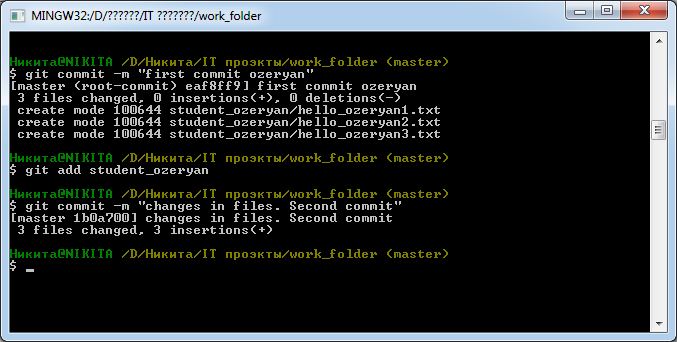 MINGW32:/D/??????/IT ???????/work_folder
Никита@NIKITA /D/Никита/IT проэкты/work_folder (master)
$ git commit -m "first commit ozeryan"
[master (root-commit) eaf8ff9] first commit ozeryan
3 files changed, 0 insertions(+), 0 deletions(-)
create mode 100644 student_ozeryan/hello_ozeryan1.txt
create mode 100644 student_ozeryan/hello_ozeryan2.txt
create mode 100644 student_ozeryan/hello_ozeryan3.txt
Никита@NIKITA /D/Никита/IT проэкты/work_folder (master)
$ git add student_ozeryan
Никита@NIKITA /D/Никита/IT проэкты/work_folder (master)
$ git commit -m "changes in files. Second commit"
[master 1b0a700] changes in files. Second commit
3 files changed, 3 insertions(+)
Никита@NIKITA /D/Никита/IT проэкты/work_folder (master)
$ _